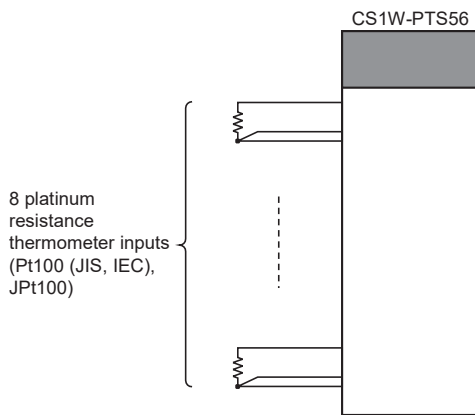 CS1W-PTS56
8 platinum
resistance
thermometer inputs
(Pt100 (JIS, IEC),
JPt100)